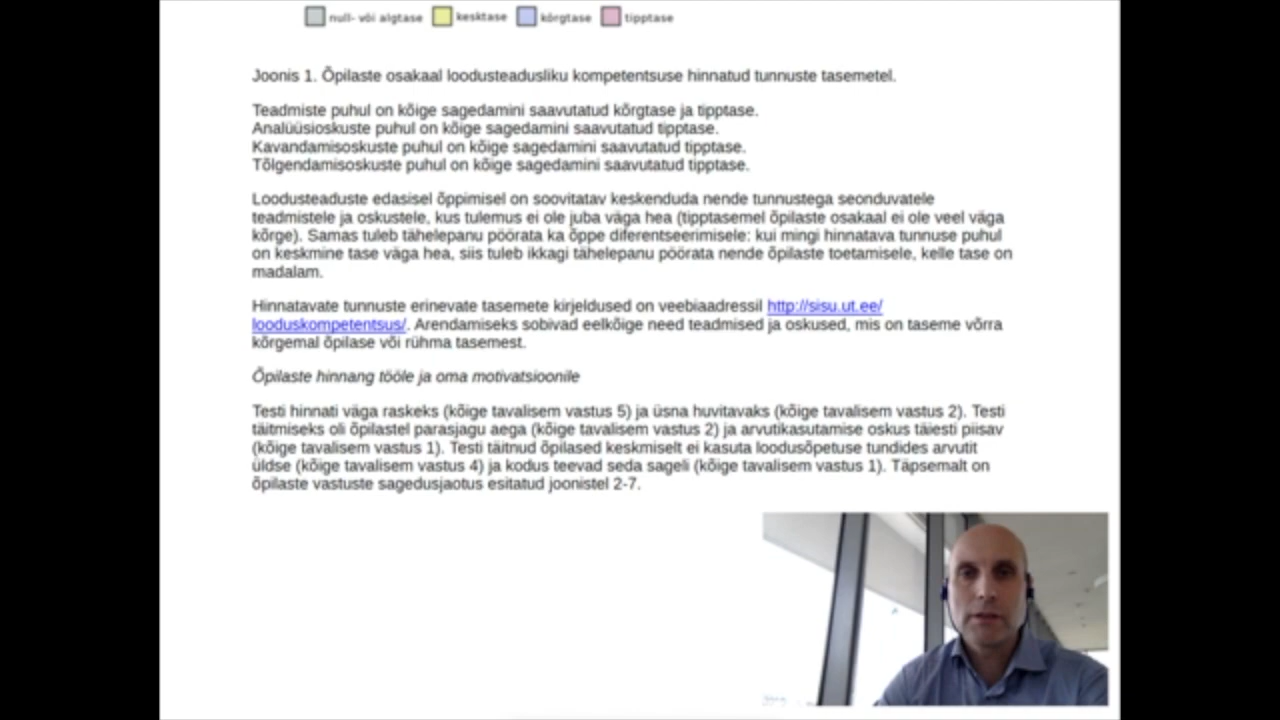 null- või algtase kesktase kõrgtase tipptase
Joonis 1. Õpilaste osakaal loodusteadusliku kompetentsuse hinnatud tunnuste tasemetel.
Teadmiste puhul on kõige sagedamini saavutatud kõrgtase ja tipptase.
Analüüsioskuste puhul on kõige sagedamini saavutatud tipptase.
Kavandamisoskuste puhul on kõige sagedamini saavutatud tipptase.
Tõlgendamisoskuste puhul on kõige sagedamini saavutatud tipptase.
Loodusteaduste edasisel õppimisel on soovitatav keskenduda nende tunnustega seonduvatele
teadmistele ja oskustele, kus tulemus ei ole juba väga hea (tipptasemel õpilaste osakaal ei ole veel väga
kõrge). Samas tuleb tähelepanu pöörata ka õppe diferentseerimisele: kui mingi hinnatava tunnuse puhul
on keskmine tase väga hea, siis tuleb ikkagi tähelepanu pöörata nende õpilaste toetamisele, kelle tase on
madalam.
Hinnatavate tunnuste erinevate tasemete kirjeldused on veebiaadressil http://sisu.ut.ee/
looduskompetentsus/. Arendamiseks sobivad eelkõige need teadmised ja oskused, mis on taseme võrra
kõrgemal õpilase või rühma tasemest.
Õpilaste hinnang tööle ja oma motivatsioonile
Testi hinnati väga raskeks (kõige tavalisem vastus 5) ja üsna huvitavaks (kõige tavalisem vastus 2). Testi
täitmiseks oli õpilastel parasjagu aega (kõige tavalisem vastus 2) ja arvutikasutamise oskus täiesti piisav
(kõige tavalisem vastus 1). Testi täitnud õpilased keskmiselt ei kasuta loodusõpetuse tundides arvutit
üldse (kõige tavalisem vastus 4) ja kodus teevad seda sageli (kõige tavalisem vastus 1). Täpsemalt on
õpilaste vastuste sagedusjaotus esitatud joonistel 2-7.